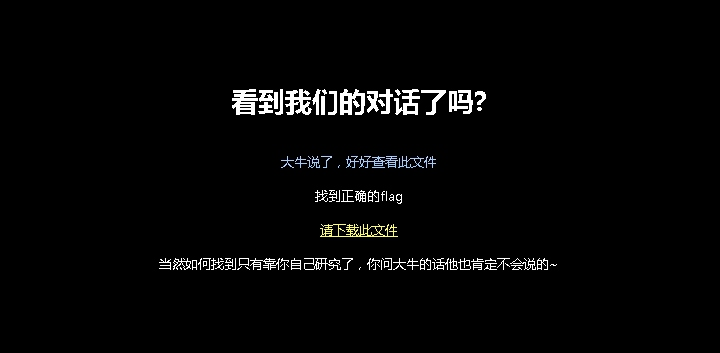 看到我们的对话了吗?
大牛说了，好好查看此文件
找到正确的flag
请下载此文件
当然如何找到只有靠你自己研究了，你问大牛的话他也肯定不会说的~